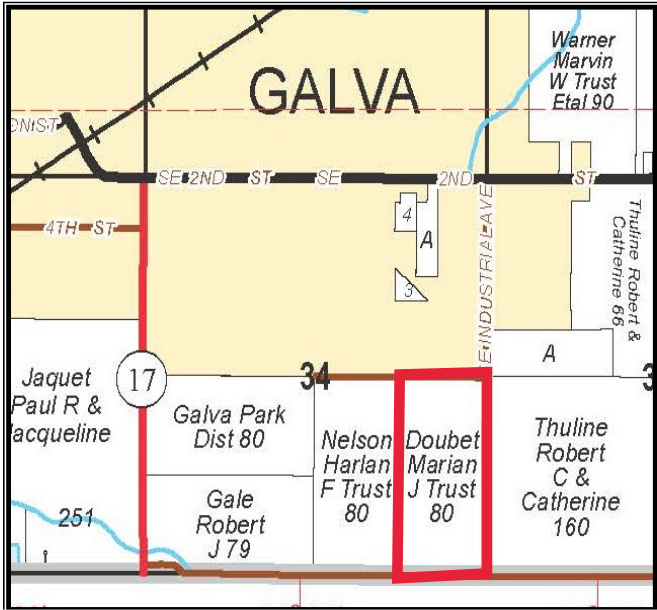 Warner
Marvin
W Trust
Etal 90
GALVA
SE 2ND ST SE 2ND ST
4TH ST
4
A
3
SE INDUSTRIAL AVE
Thuline Robert &
Catherine 66
A
Jaquet
Paul R &
Jacqueline
251
17
34
3
Galva Park
Dist 80
Gale
Robert
J 79
Nelson
Harlan
F Trust
80
Doubet
Marian
J Trust
80
Thuline
Robert
C &
Catherine
160